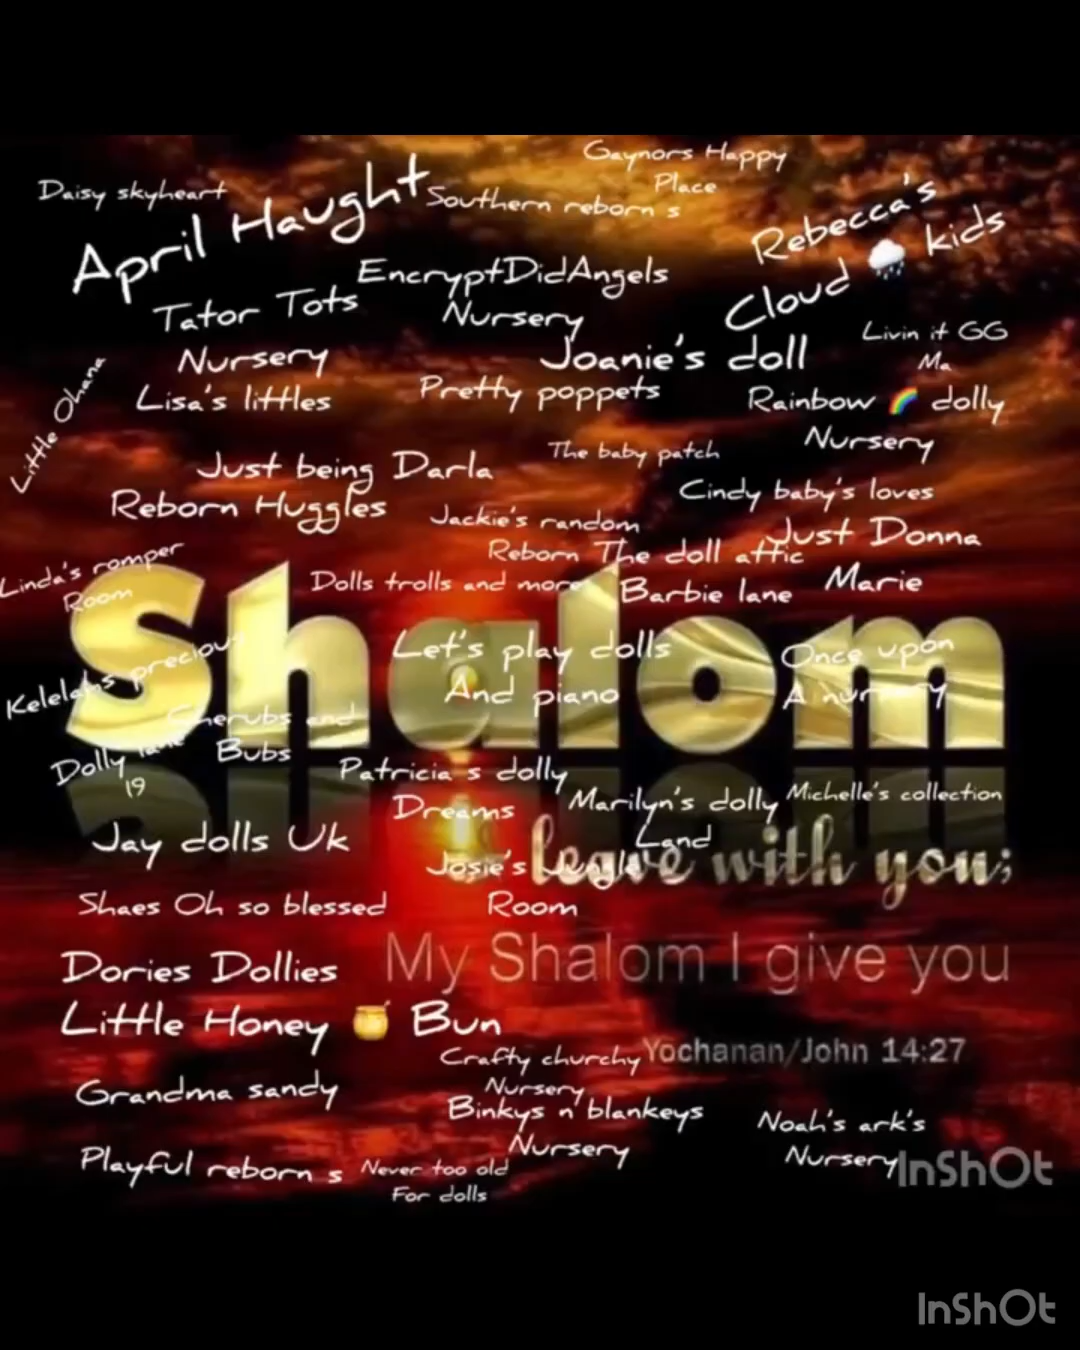 Gaynors Happy
Place
Daisy skyheart
April Haught
Southern reborn s
Rebecca's
Cloud 🌧 kids
EncryptDidAngels
Nursery
Tator Tots
Nursery
Joanie's doll
Livin it GG
Ma
Little Ohana
Lisa's littles
Pretty poppets
Rainbow 🌈 dolly
Nursery
The baby patch
Just being Darla
Cindy baby's loves
Reborn Huggles
Jackie's random
Reborn
The doll attic
Just Donna
Marie
Linda's romper
Room
Dolls trolls and more
Barbie lane
Shalom
Let's play dolls
And piano
Once upon
A nursery
Kelelahs precious
Cherubs and
Bubs
Dolly lane
19
Patricia s dolly
Dreams
Marilyn's dolly
Land
Michelle's collection
Jay dolls Uk
leave with you;
Josie's Jungle
Room
Shaes Oh so blessed
My Shalom I give you
Dories Dollies
Little Honey 🍯 Bun
Yochanan/John 14:27
Crafty churchy
Nursery
Grandma sandy
Binkys n' blankeys
Nursery
Noah's ark's
Nursery
Playful reborn s
Never too old
For dolls
InShOt
InShOt